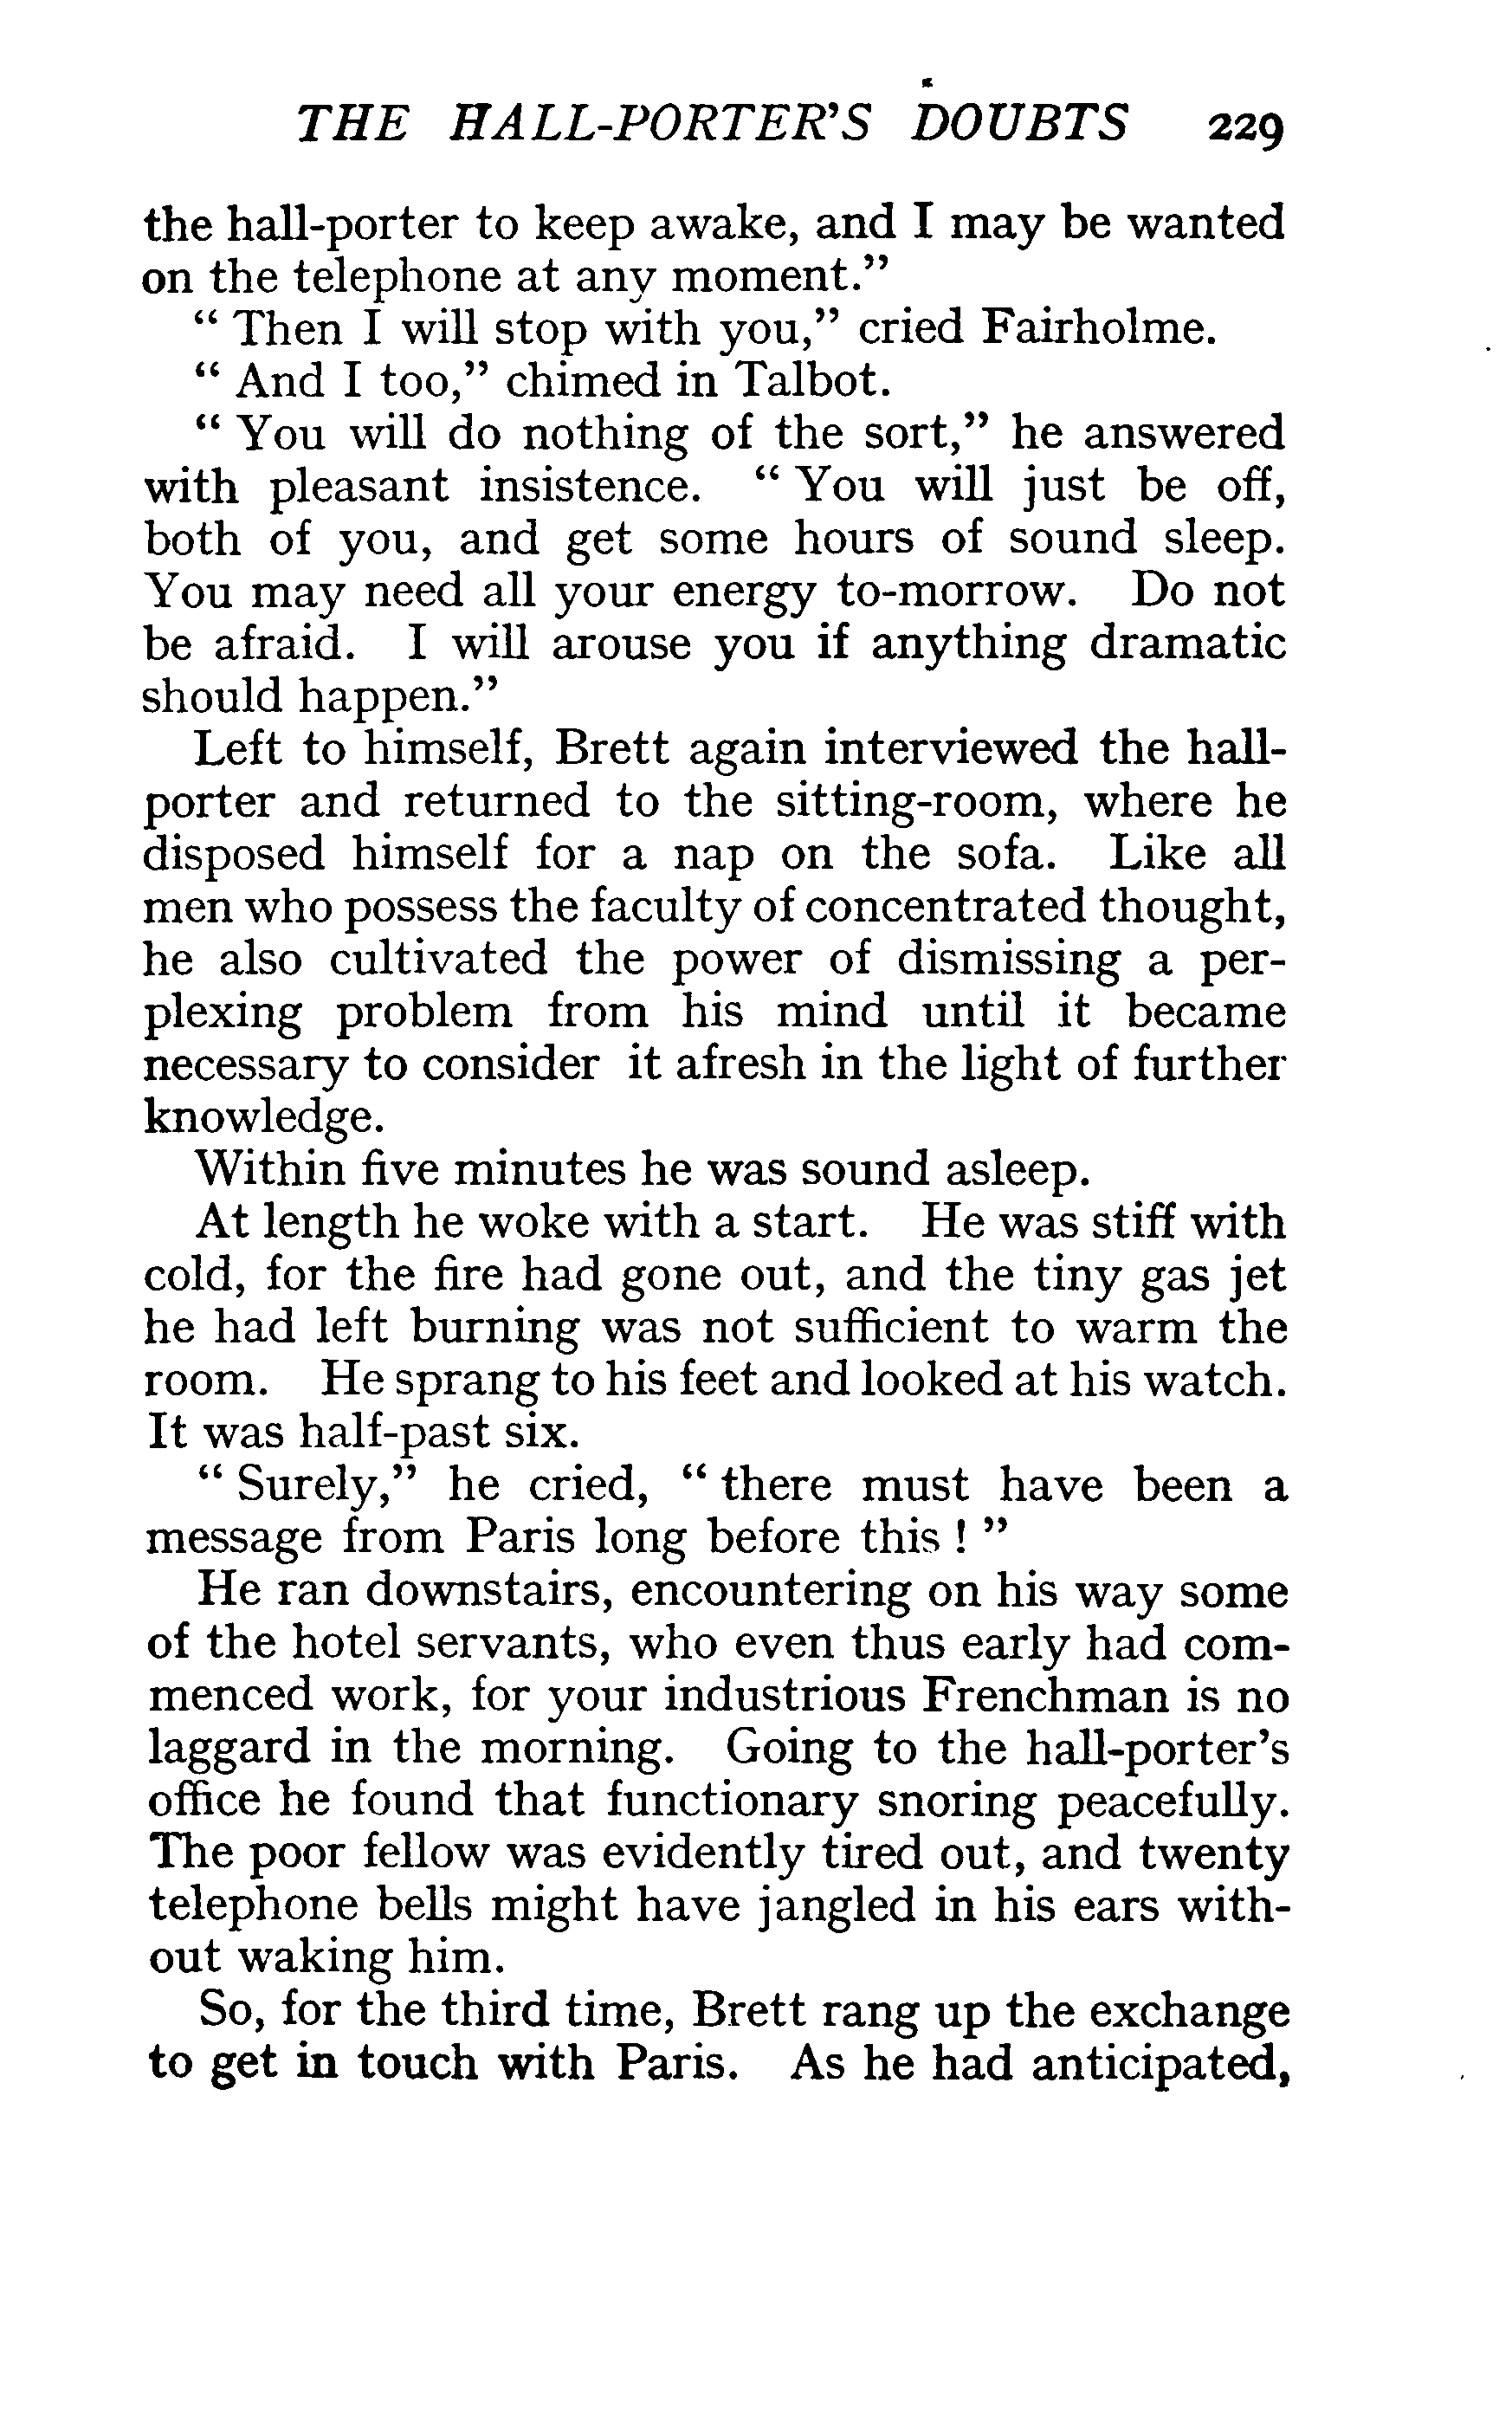 THE HALL-PORTER'S DOUBTS 229
the hall-porter to keep awake, and I may be wanted
on the telephone at any moment."
" Then I will stop with you," cried Fairholme.
" And I too," chimed in Talbot.
" You will do nothing of the sort," he answered
with pleasant insistence. " You will just be off,
both of you, and get some hours of sound sleep.
You may need all your energy to-morrow. Do not
be afraid. I will arouse you if anything dramatic
should happen."
Left to himself, Brett again interviewed the hall-
porter and returned to the sitting-room, where he
disposed himself for a nap on the sofa. Like all
men who possess the faculty of concentrated thought,
he also cultivated the power of dismissing a per-
plexing problem from his mind until it became
necessary to consider it afresh in the light of further
knowledge.
Within five minutes he was sound asleep.
At length he woke with a start. He was stiff with
cold, for the fire had gone out, and the tiny gas jet
he had left burning was not sufficient to warm the
room. He sprang to his feet and looked at his watch.
It was half-past six.
" Surely," he cried, " there must have been a
message from Paris long before this ! "
He ran downstairs, encountering on his way some
of the hotel servants, who even thus early had com-
menced work, for your industrious Frenchman is no
laggard in the morning. Going to the hall-porter's
office he found that functionary snoring peacefully.
The poor fellow was evidently tired out, and twenty
telephone bells might have jangled in his ears with-
out waking him.
So, for the third time, Brett rang up the exchange
to get in touch with Paris. As he had anticipated,